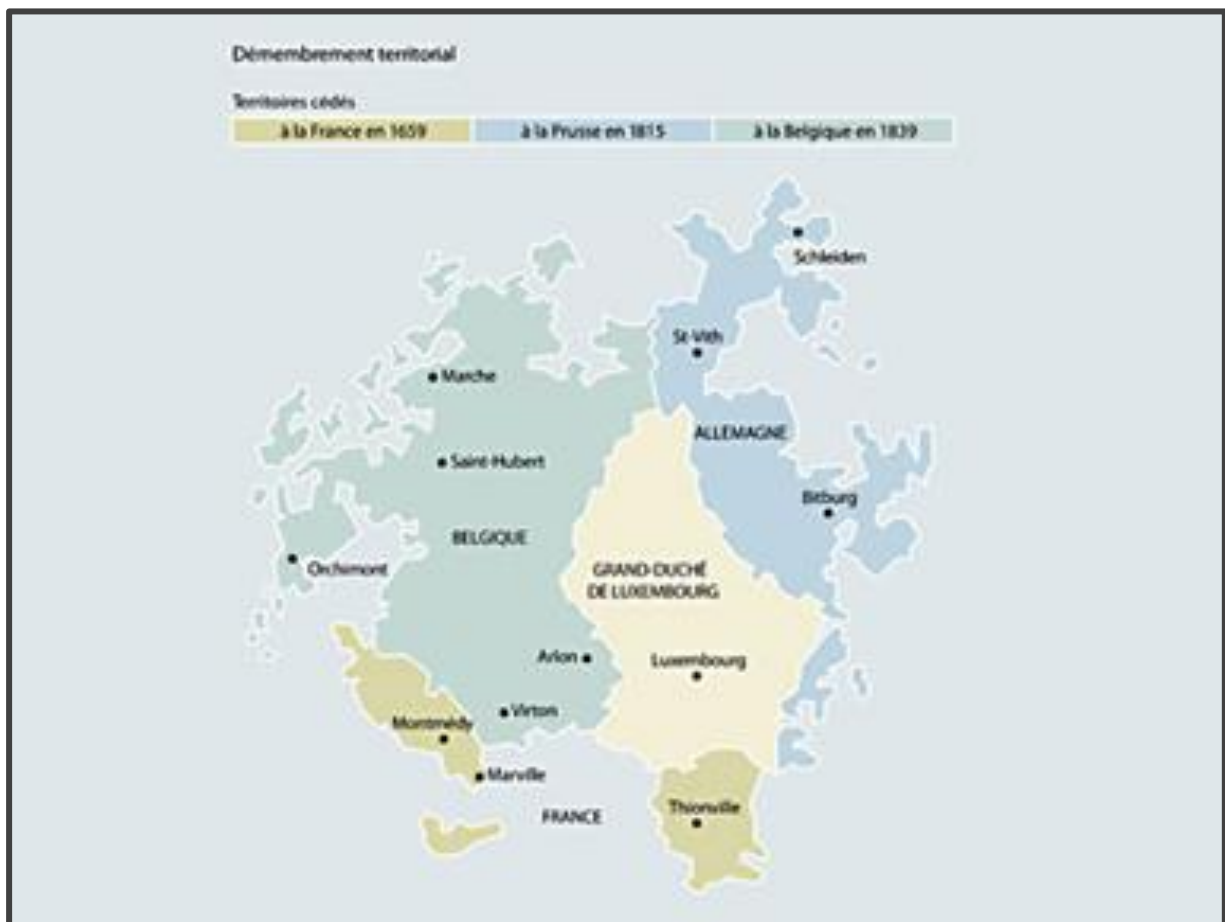 Démembrement territorial
Territoires cédés
à la France en 1659
à la Prusse en 1815
à la Belgique en 1839
Schleiden
St-Vith
Marche
ALLEMAGNE
Saint-Hubert
Bitburg
BELGIQUE
Orchimont
GRAND-DUCHÉ
DE LUXEMBOURG
Arlon
Luxembourg
Virton
Montmédy
Marville
Thionville
FRANCE